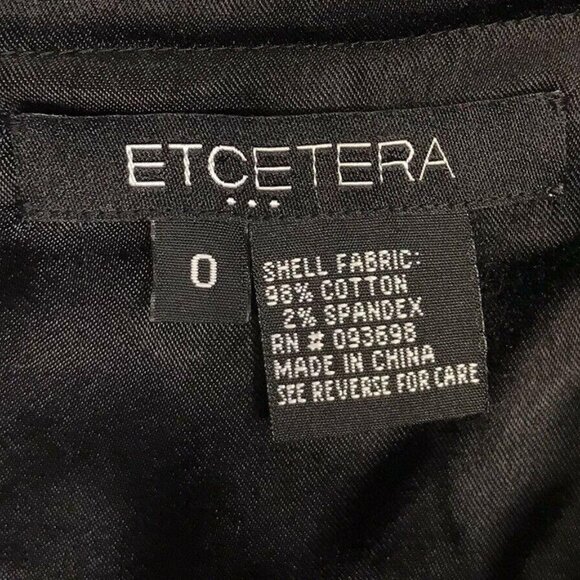 ETCETERA
...
0
SHELL FABRIC:
98% COTTON
2% SPANDEX
RN # 093698
MADE IN CHINA
SEE REVERSE FOR CARE